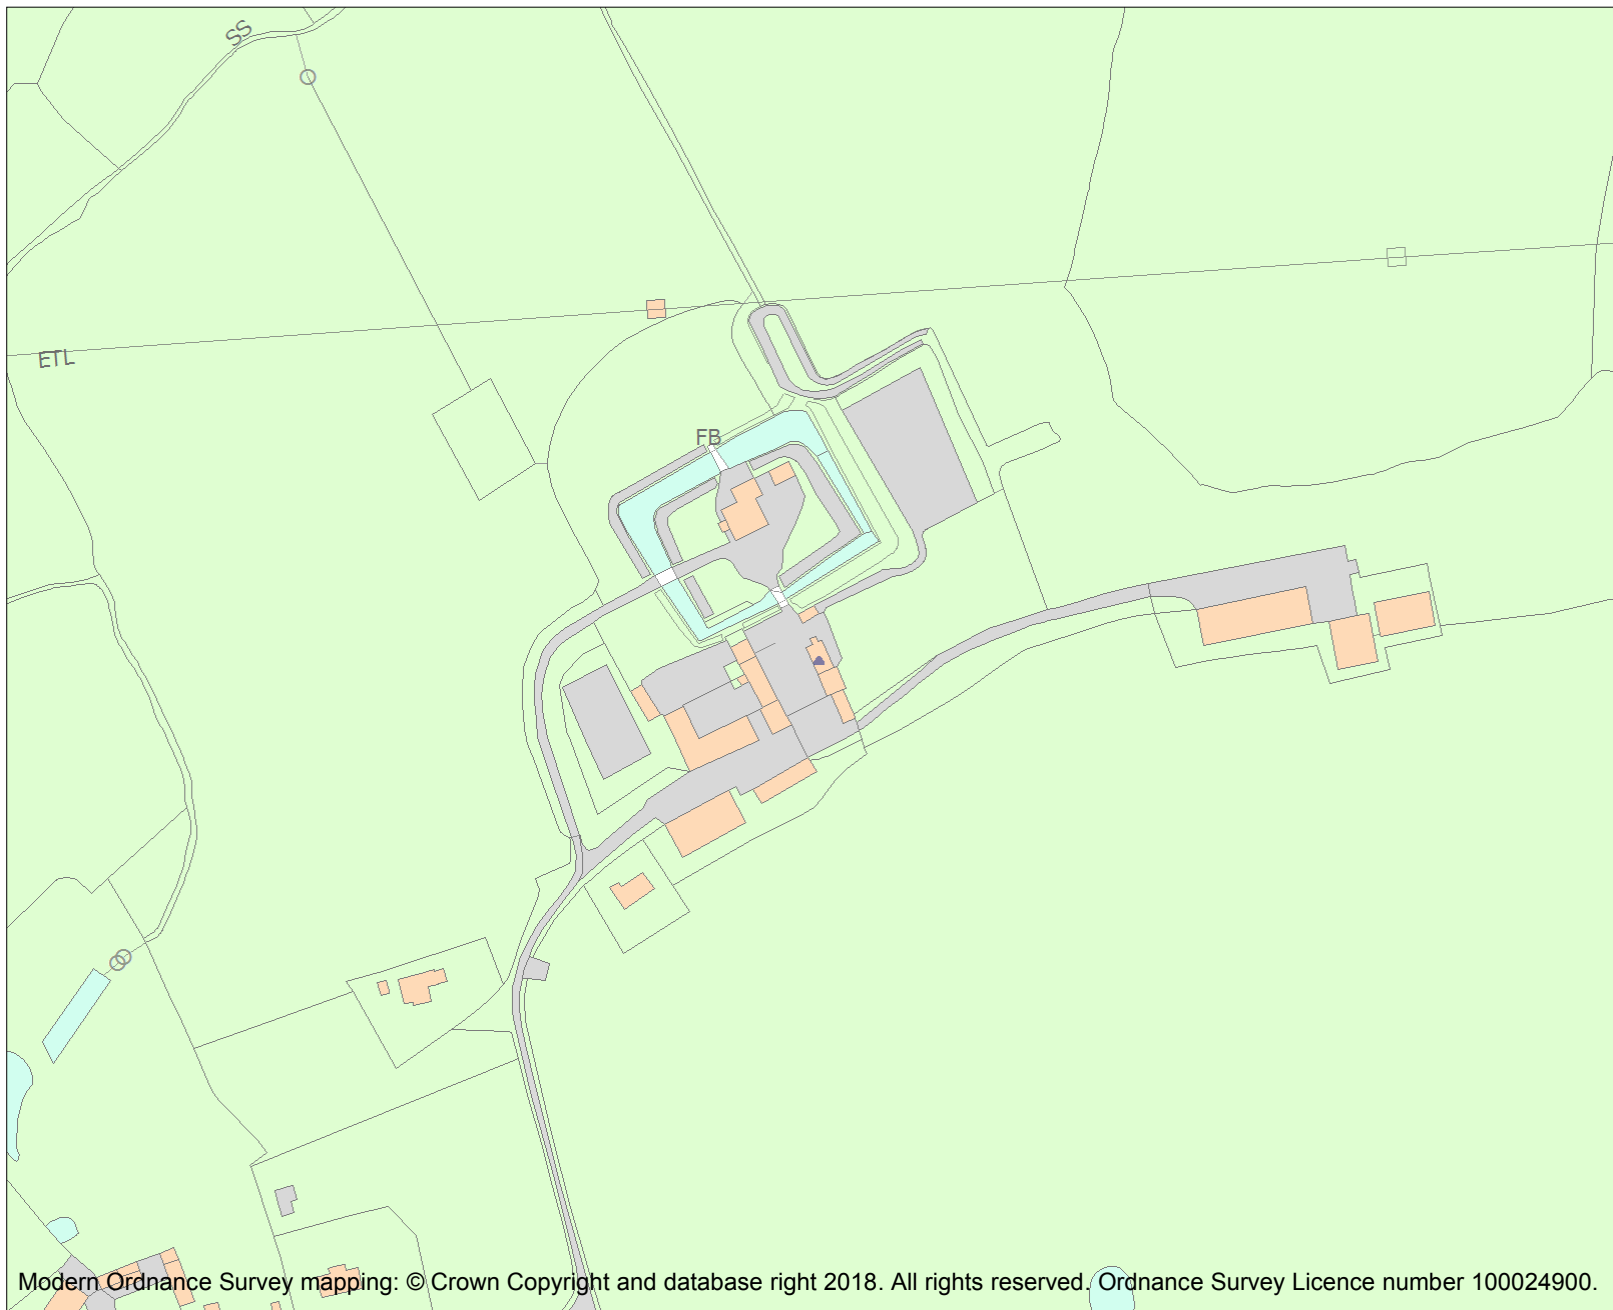 SS
ETL
FB
Modern Ordnance Survey mapping: © Crown Copyright and database right 2018. All rights reserved. Ordnance Survey Licence number 100024900.